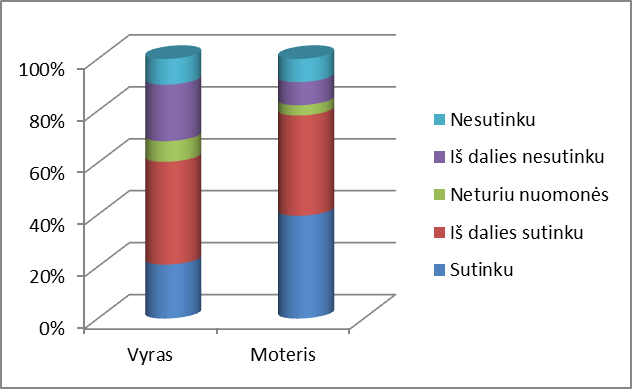 100%
80%
60%
40%
20%
0%
Vyras
Moteris
Nesutinku
Iš dalies nesutinku
Neturiu nuomonės
Iš dalies sutinku
Sutinku